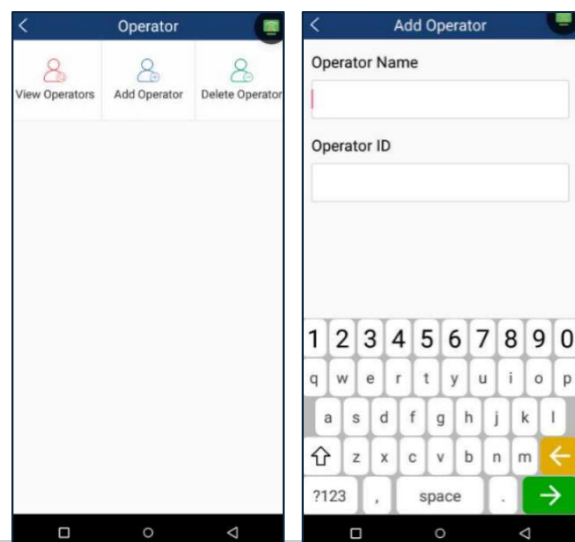 Operator
View Operators
Add Operator
Delete Operator
Add Operator
Operator Name
Operator ID
1 2 3 4 5 6 7 8 9 0
q w e r t y u i o p
a s d f g h j k l
z x c v b n m
?123 , space .